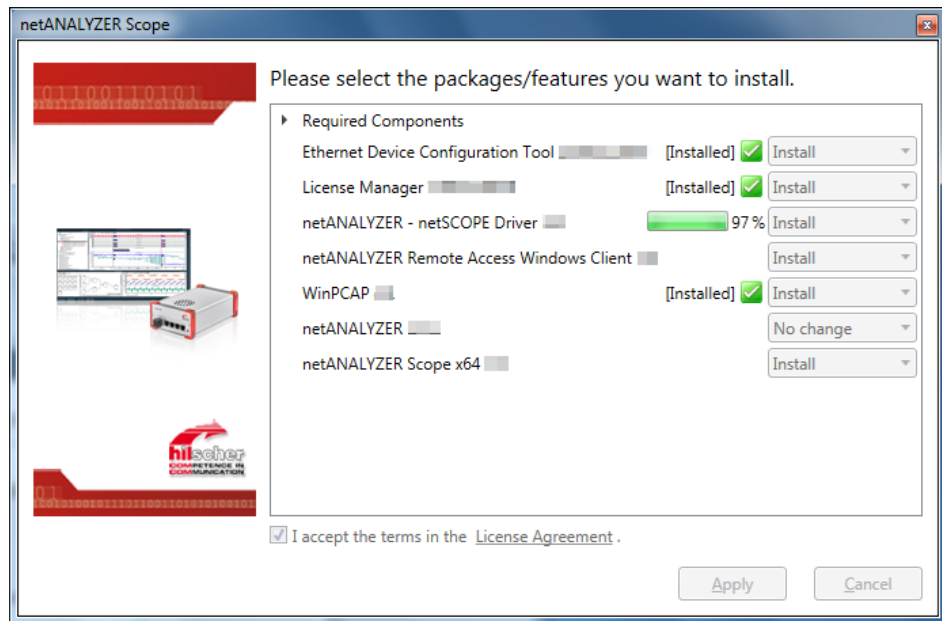 netANALYZER Scope
Please select the packages/features you want to install.
Required Components
Ethernet Device Configuration Tool [Installed] Install
License Manager [Installed] Install
netANALYZER - netSCOPE Driver 97 % Install
netANALYZER Remote Access Windows Client Install
WinPCAP [Installed] Install
netANALYZER No change
netANALYZER Scope x64 Install
hilscher
COMPETENCE IN
COMMUNICATION
I accept the terms in the License Agreement .
Apply Cancel